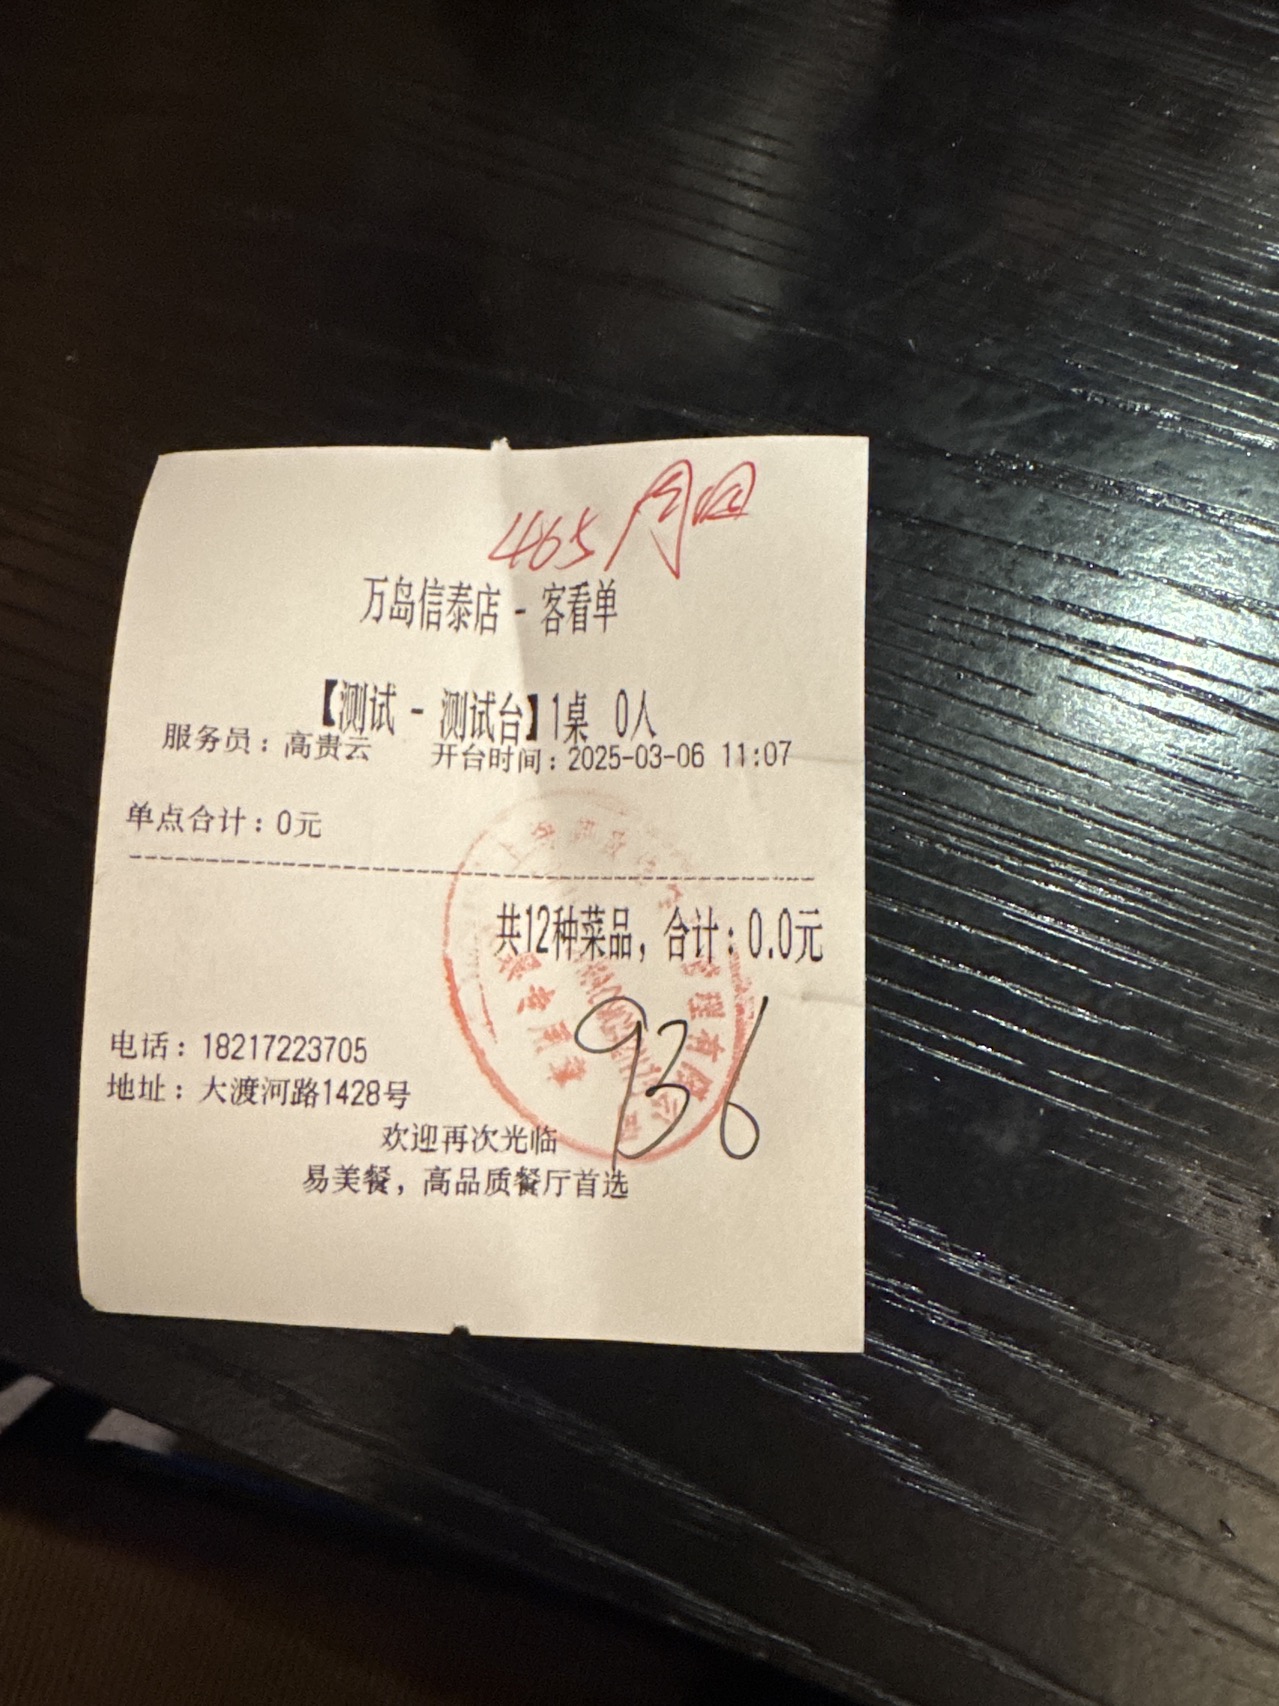 465
万岛信泰店 - 客看单
【测试 - 测试台】1桌 0人
服务员：高贵云 开台时间：2025-03-06 11:07
单点合计：0元
共12种菜品，合计：0.0元
936
电话：18217223705
地址：大渡河路1428号
欢迎再次光临
易美餐，高品质餐厅首选